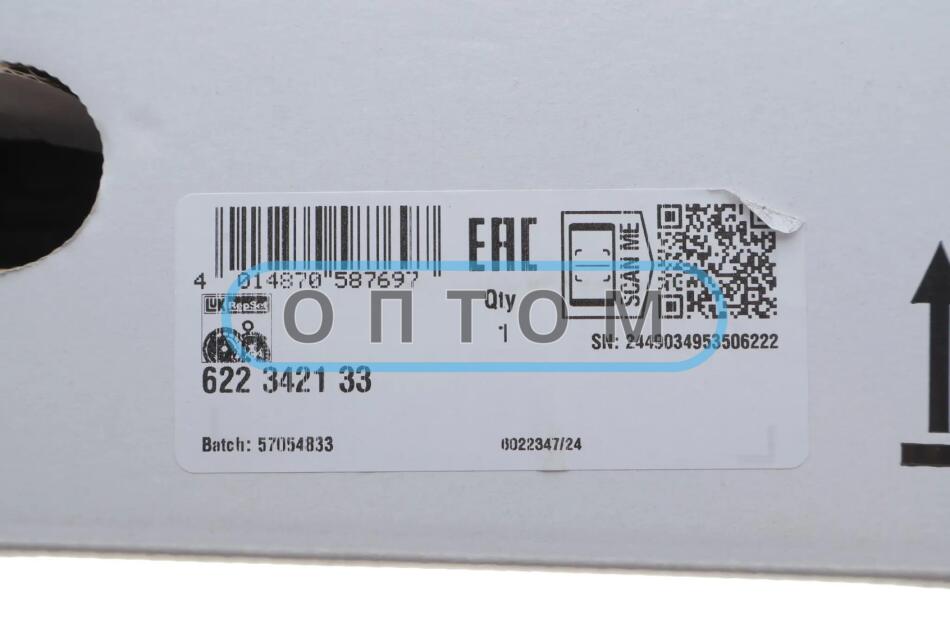 EAC
SCAN ME
4 014870 587697
LUK RepSet
Qty
1
ОПТОМ
SN: 2449034953506222
622 3421 33
Batch: 57054833
6022347/24